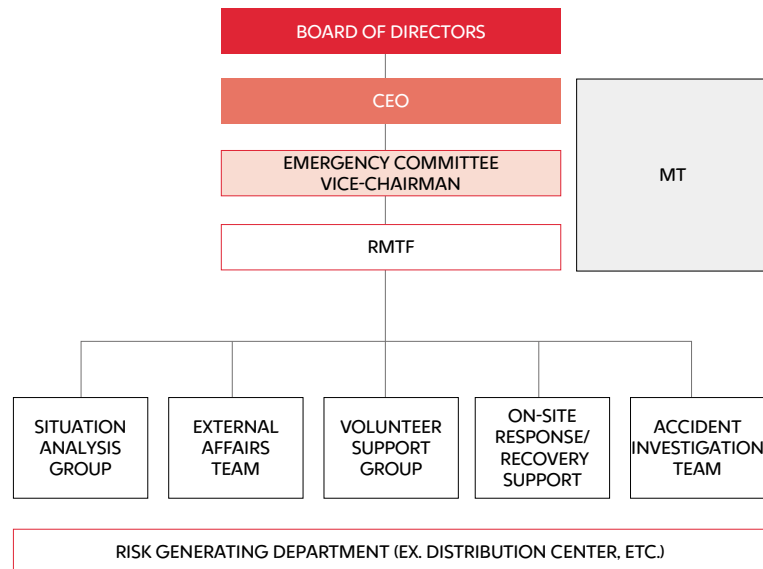 BOARD OF DIRECTORS
CEO
EMERGENCY COMMITTEE
VICE-CHAIRMAN
MT
RMTF
SITUATION
ANALYSIS
GROUP
EXTERNAL
AFFAIRS
TEAM
VOLUNTEER
SUPPORT
GROUP
ON-SITE
RESPONSE/
RECOVERY
SUPPORT
ACCIDENT
INVESTIGATION
TEAM
RISK GENERATING DEPARTMENT (EX. DISTRIBUTION CENTER, ETC.)